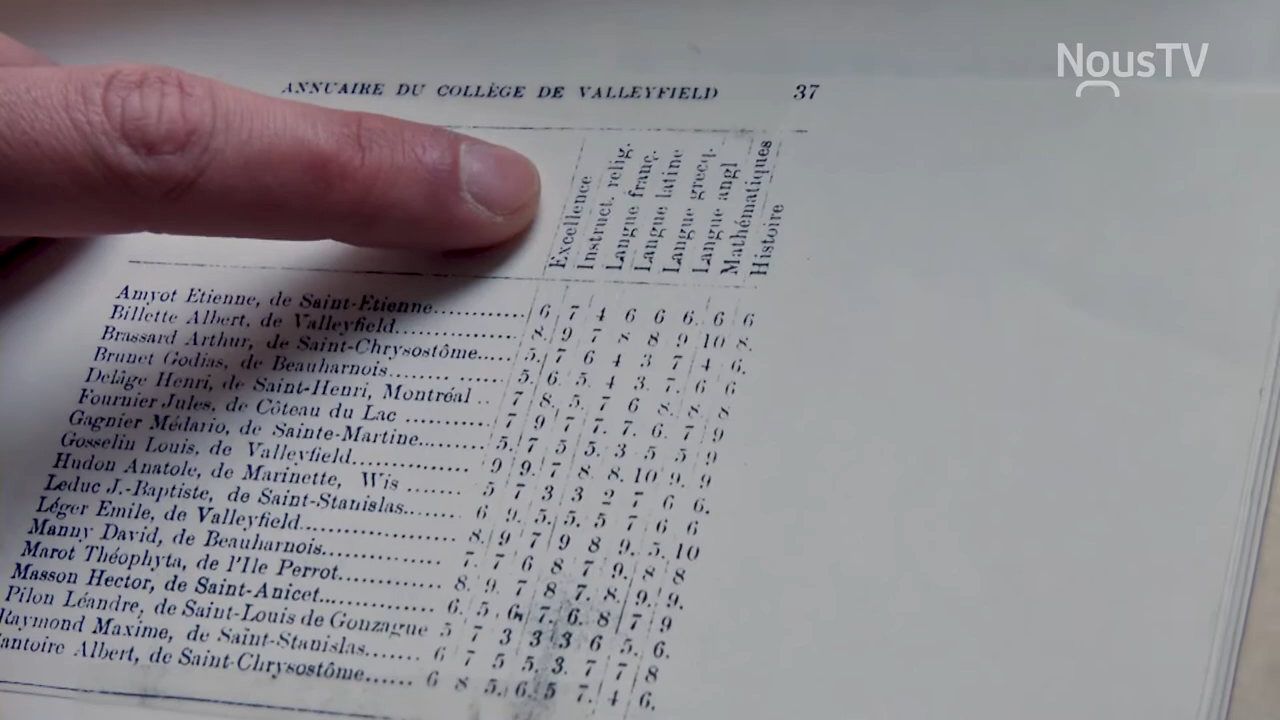 NousTV
ANNUAIRE DU COLLÈGE DE VALLEYFIELD 37
Excellence
Instruct. relig.
Langue franç.
Langue latine
Langue grecq.
Langue angl
Mathématiques
Histoire
Amyot Etienne, de Saint-Etienne............ 6 7 4 6 6 6. 6 6
Billette Albert, de Valleyfield............... 8. 9 7 8 8 9 10 8.
Brassard Arthur, de Saint-Chrysostôme..... 5. 7 6 4 3 7 4 6.
Brunet Godias, de Beauharnois............... 5. 6. 5. 4 3. 7. 6 6
Delâge Henri, de Saint-Henri, Montréal .. 7 8. 5. 7 6 8. 8. 8
Fournier Jules, de Côteau du Lac ........... 7 9 7 7. 7. 6. 7 9
Gagnier Médario, de Sainte-Martine......... 5. 7 5 5. 3 5 5 9
Gosselin Louis, de Valleyfield............... 9 9. 7 8 8. 10 9. 9
Hudon Anatole, de Marinette, Wis ....... 5 7 3 3 2 7 6 6.
Leduc J.-Baptiste, de Saint-Stanislas....... 6 9. 5. 5. 5 7 6 6
Léger Emile, de Valleyfield.................. 8. 9 7 9 8 9. 5. 10
Manny David, de Beauharnois............... 7. 7 6 8 7 9. 8 8
Marot Théophyta, de l'Ile Perrot............. 8. 9. 7 8 7. 8. 9. 9.
Masson Hector, de Saint-Anicet............. 6. 5 6. 7. 6. 8 7 9
Pilon Léandre, de Saint-Louis de Gonzague 5 7 3 3 3 6 5. 6.
Raymond Maxime, de Saint-Stanislas....... 6 7 5 5. 3. 7 7 8
antoire Albert, de Saint-Chrysostôme...... 6 8 5. 6. 5 7. 4 6.